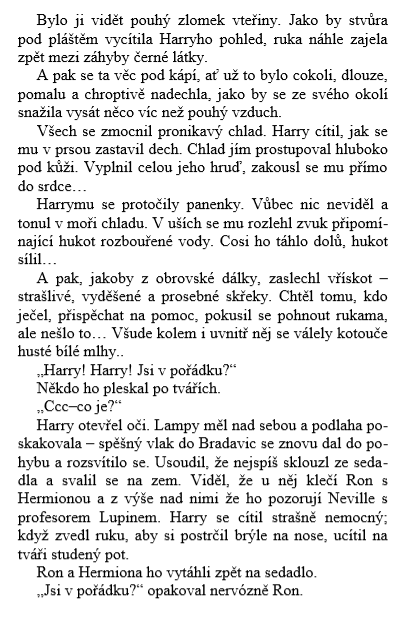 Bylo ji vidět pouhý zlomek vteřiny. Jako by stvůra
pod pláštěm vycítila Harryho pohled, ruka náhle zajela
zpět mezi záhyby černé látky.
A pak se ta věc pod kápí, ať už to bylo cokoli, dlouze,
pomalu a chroptivě nadechla, jako by se ze svého okolí
snažila vysát něco víc než pouhý vzduch.
Všech se zmocnil pronikavý chlad. Harry cítil, jak se
mu v prsou zastavil dech. Chlad jím prostupoval hluboko
pod kůži. Vyplnil celou jeho hruď, zakousl se mu přímo
do srdce…
Harrymu se protočily panenky. Vůbec nic neviděl a
tonul v moři chladu. V uších se mu rozlehl zvuk připomí-
nající hukot rozbouřené vody. Cosi ho táhlo dolů, hukot
sílil…
A pak, jakoby z obrovské dálky, zaslechl vřískot –
strašlivé, vyděšené a prosebné skřeky. Chtěl tomu, kdo
ječel, přispěchat na pomoc, pokusil se pohnout rukama,
ale nešlo to… Všude kolem i uvnitř něj se válely kotouče
husté bílé mlhy..
„Harry! Harry! Jsi v pořádku?“
Někdo ho pleskal po tvářích.
„Ccc–co je?“
Harry otevřel oči. Lampy měl nad sebou a podlaha po-
skakovala – spěšný vlak do Bradavic se znovu dal do po-
hybu a rozsvítilo se. Usoudil, že nejspíš sklouzl ze seda-
dla a svalil se na zem. Viděl, že u něj klečí Ron s
Hermionou a z výše nad nimi že ho pozorují Neville s
profesorem Lupinem. Harry se cítil strašně nemocný;
když zvedl ruku, aby si postrčil brýle na nose, ucítil na
tváři studený pot.
Ron a Hermiona ho vytáhli zpět na sedadlo.
„Jsi v pořádku?“ opakoval nervózně Ron.